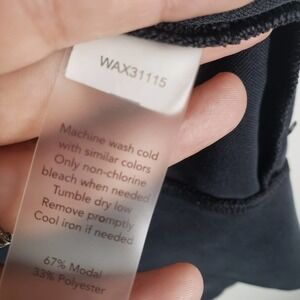 WAX31115
Machine wash cold
with similar colors
Only non-chlorine
bleach when needed
Tumble dry low
Remove promptly
Cool iron if needed
67% Modal
33% Polyester